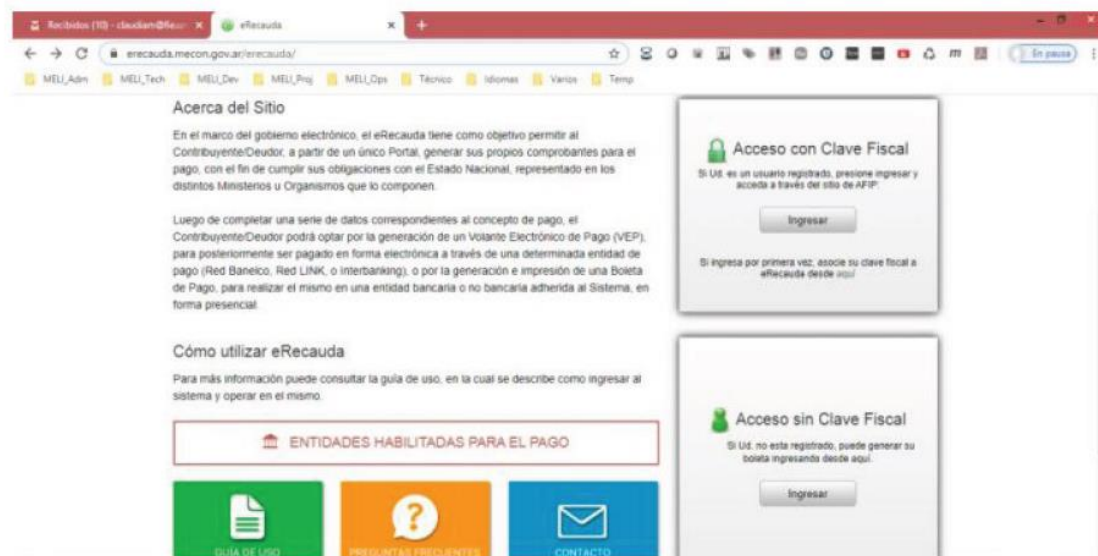 Recibidos (10) - claudiam@fie
eRecauda
erecauda.mecon.gov.ar/erecauda/
En pausa
MELI_Adm MELI_Tech MELI_Dev MELI_Proj MELI_Ops Técnico Idiomas Varios Temp
Acerca del Sitio
En el marco del gobierno electrónico, el eRecauda tiene como objetivo permitir al
Contribuyente/Deudor, a partir de un único Portal, generar sus propios comprobantes para el
pago, con el fin de cumplir sus obligaciones con el Estado Nacional, representado en los
distintos Ministerios u Organismos que lo componen.
Luego de completar una serie de datos correspondientes al concepto de pago, el
Contribuyente/Deudor podrá optar por la generación de un Volante Electrónico de Pago (VEP),
para posteriormente ser pagado en forma electrónica a través de una determinada entidad de
pago (Red Banelco, Red LINK, o Interbanking), o por la generación e impresión de una Boleta
de Pago, para realizar el mismo en una entidad bancaria o no bancaria adherida al Sistema, en
forma presencial.
Cómo utilizar eRecauda
Para más información puede consultar la guía de uso, en la cual se describe como ingresar al
sistema y operar en el mismo.
ENTIDADES HABILITADAS PARA EL PAGO
GUÍA DE USO
PREGUNTAS FRECUENTES
CONTACTO
Acceso con Clave Fiscal
Si Ud. es un usuario registrado, presione ingresar y
acceda a través del sitio de AFIP.
Ingresar
Si ingresa por primera vez, asocie su clave fiscal a
eRecauda desde aquí
Acceso sin Clave Fiscal
Si Ud. no esta registrado, puede generar su
boleta ingresando desde aquí.
Ingresar